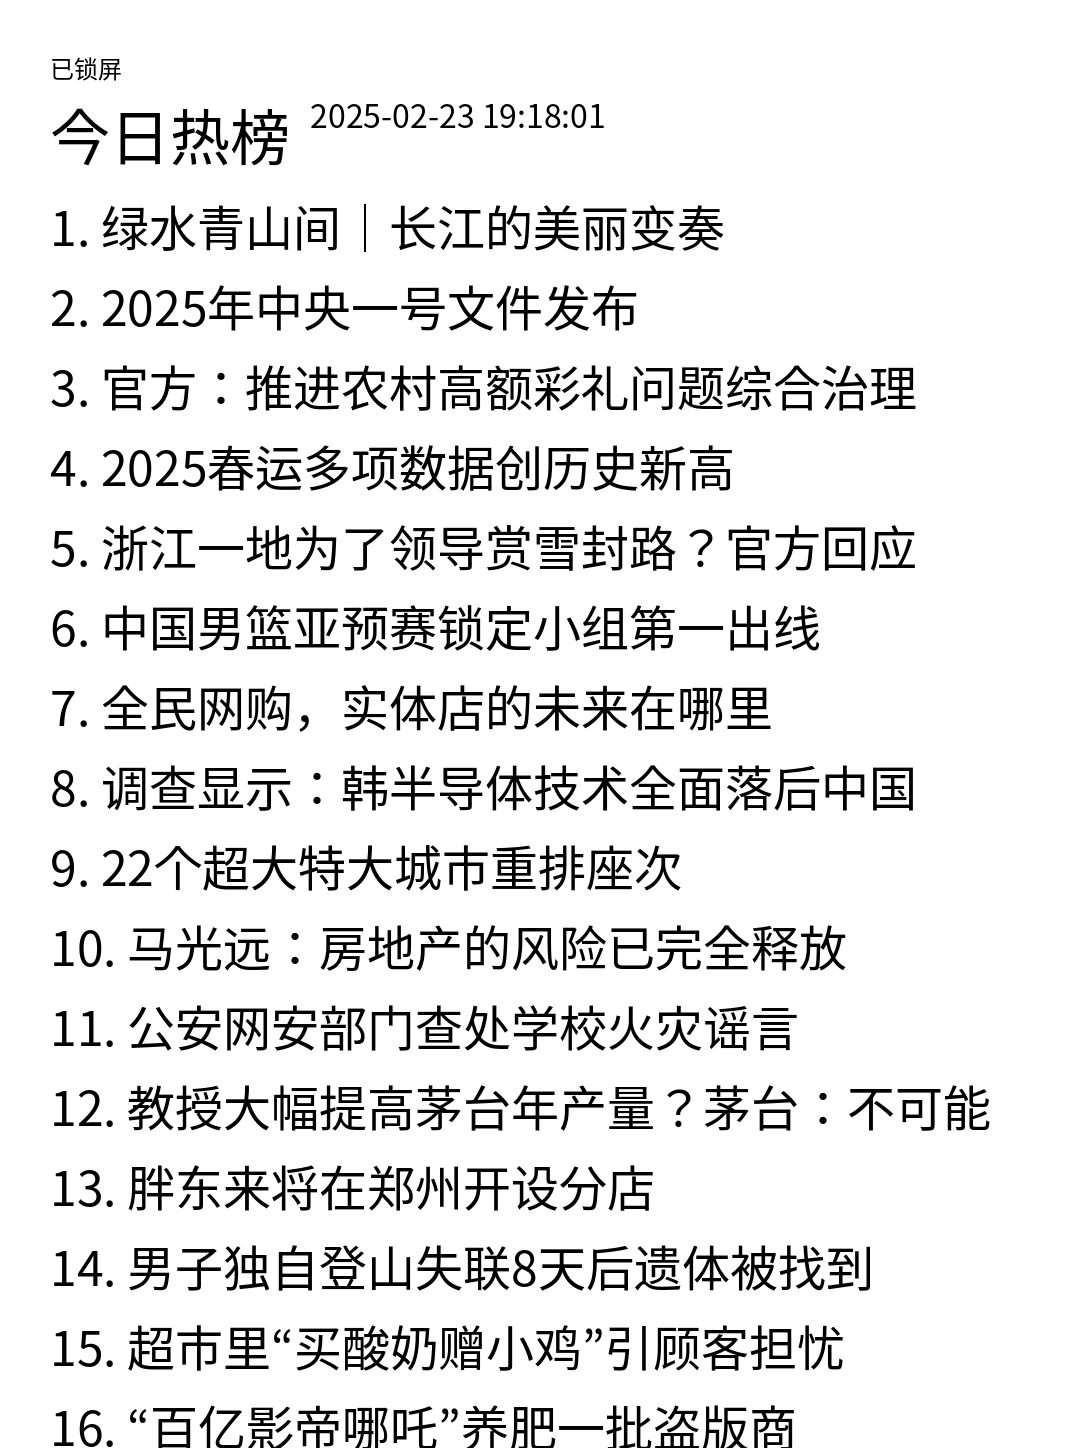 已锁屏
今日热榜 2025-02-23 19:18:01
1. 绿水青山间｜长江的美丽变奏
2. 2025年中央一号文件发布
3. 官方：推进农村高额彩礼问题综合治理
4. 2025春运多项数据创历史新高
5. 浙江一地为了领导赏雪封路？官方回应
6. 中国男篮亚预赛锁定小组第一出线
7. 全民网购，实体店的未来在哪里
8. 调查显示：韩半导体技术全面落后中国
9. 22个超大特大城市重排座次
10. 马光远：房地产的风险已完全释放
11. 公安网安部门查处学校火灾谣言
12. 教授大幅提高茅台年产量？茅台：不可能
13. 胖东来将在郑州开设分店
14. 男子独自登山失联8天后遗体被找到
15. 超市里“买酸奶赠小鸡”引顾客担忧
16. “百亿影帝哪吒”养肥一批盗版商